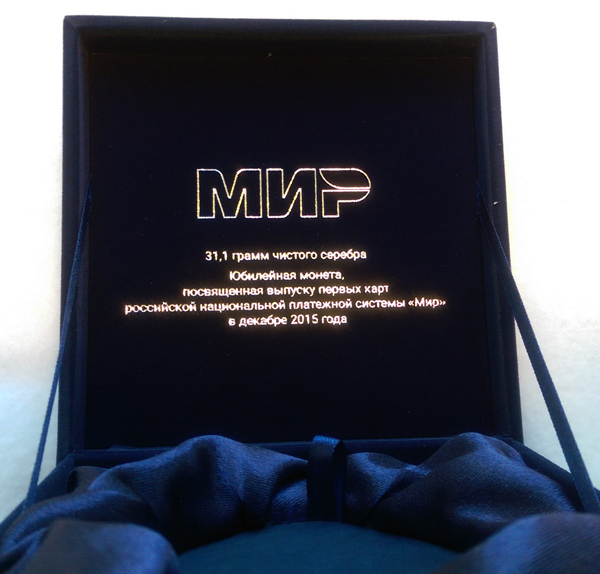 МИР
31,1 грамм чистого серебра
Юбилейная монета,
посвященная выпуску первых карт
российской национальной платежной системы «Мир»
в декабре 2015 года